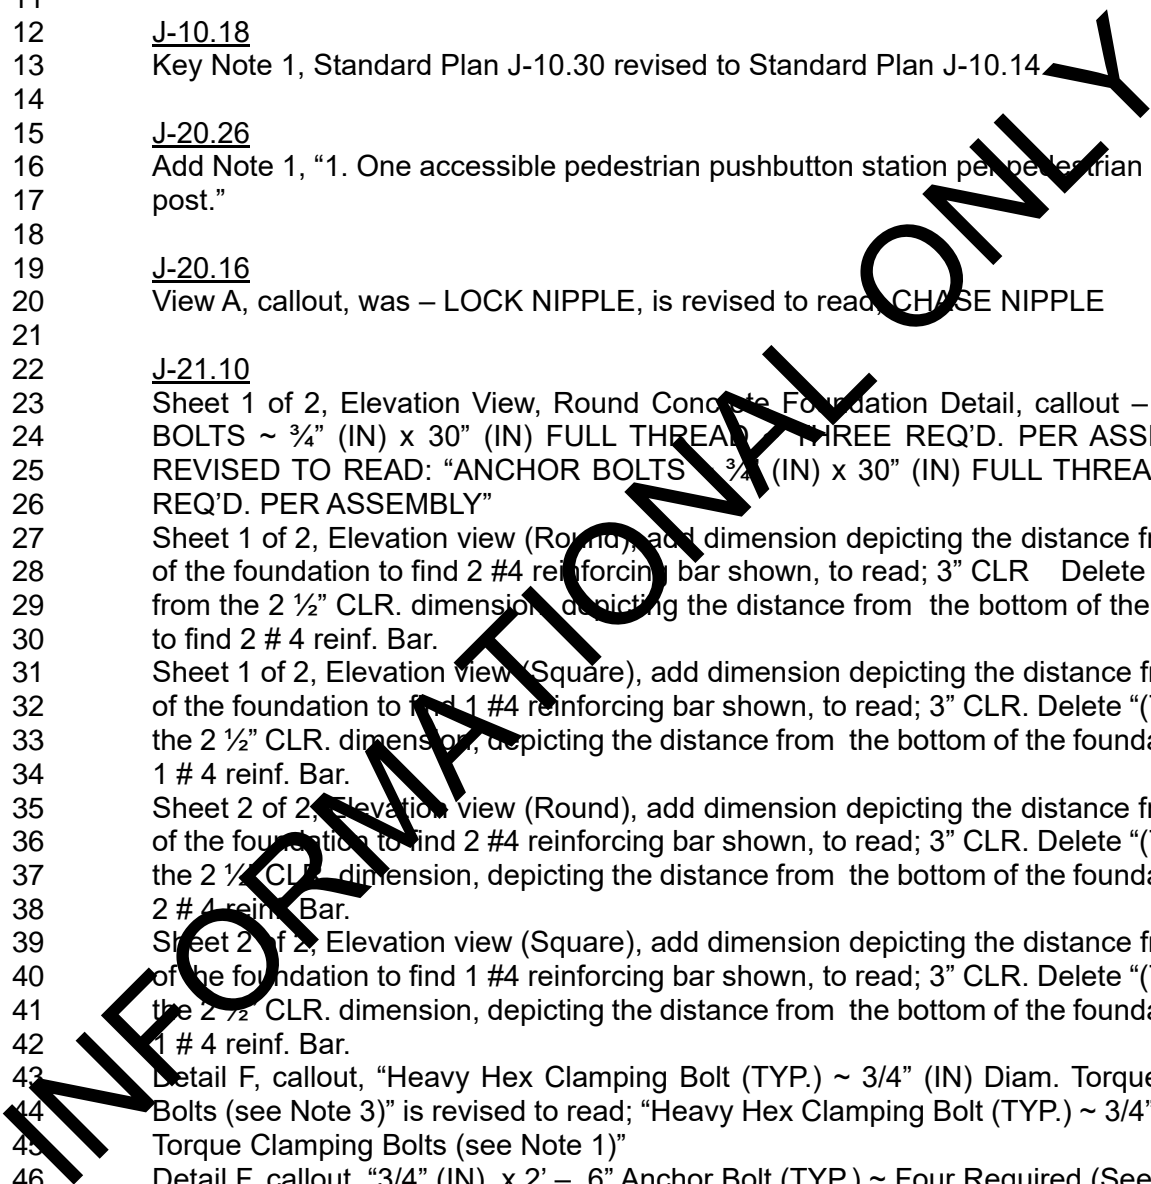 12 J-10.18
13 Key Note 1, Standard Plan J-10.30 revised to Standard Plan J-10.14
14
15 J-20.26
16 Add Note 1, “1. One accessible pedestrian pushbutton station per pedestrian
17 post.”
18
19 J-20.16
20 View A, callout, was – LOCK NIPPLE, is revised to read, CHASE NIPPLE
21
22 J-21.10
23 Sheet 1 of 2, Elevation View, Round Concrete Foundation Detail, callout –
24 BOLTS ~ ¾” (IN) x 30” (IN) FULL THREAD THREE REQ’D. PER
25 REVISED TO READ: “ANCHOR BOLTS ~ ¾” (IN) x 30” (IN) FULL
26 REQ’D. PER ASSEMBLY”
27 Sheet 1 of 2, Elevation view (Round), add dimension depicting the distance
28 of the foundation to find 2 #4 reinforcing bar shown, to read; 3” CLR Delete
29 from the 2 ½” CLR. dimension, depicting the distance from the bottom of the
30 to find 2 # 4 reinf. Bar.
31 Sheet 1 of 2, Elevation view (Square), add dimension depicting the distance
32 of the foundation to find 1 #4 reinforcing bar shown, to read; 3” CLR. Delete “(
33 the 2 ½” CLR. dimension, depicting the distance from the bottom of the
34 1 # 4 reinf. Bar.
35 Sheet 2 of 2, Elevation view (Round), add dimension depicting the distance
36 of the foundation to find 2 #4 reinforcing bar shown, to read; 3” CLR. Delete “(
37 the 2 ½” CLR. dimension, depicting the distance from the bottom of the
38 2 # 4 reinf. Bar.
39 Sheet 2 of 2, Elevation view (Square), add dimension depicting the distance
40 of the foundation to find 1 #4 reinforcing bar shown, to read; 3” CLR. Delete “(
41 the 2 ½” CLR. dimension, depicting the distance from the bottom of the
42 1 # 4 reinf. Bar.
43 Detail F, callout, “Heavy Hex Clamping Bolt (TYP.) ~ 3/4” (IN) Diam. Torque
44 Bolts (see Note 3)” is revised to read; “Heavy Hex Clamping Bolt (TYP.) ~ 3/4”
45 Torque Clamping Bolts (see Note 1)”
46 Detail F, callout, “3/4” (IN) x 2’ – 6” Anchor Bolt (TYP.) ~ Four Required (See
INFORMATIONAL ONLY